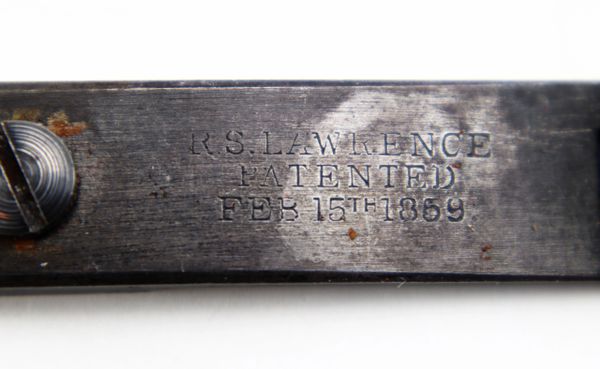 R.S. LAWRENCE
PATENTED
FEB 15TH 1859.